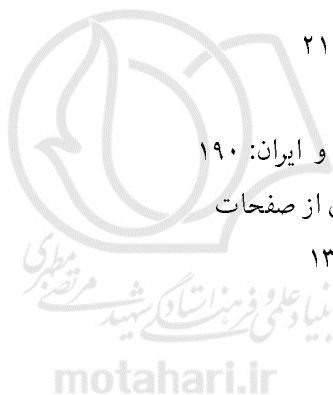 ۲۱
و ایران: ۱۹۰
از صفحات
۱۳
بنیاد علمی و فرهنگی استاد شهید مرتضی مطهری
motahari.ir